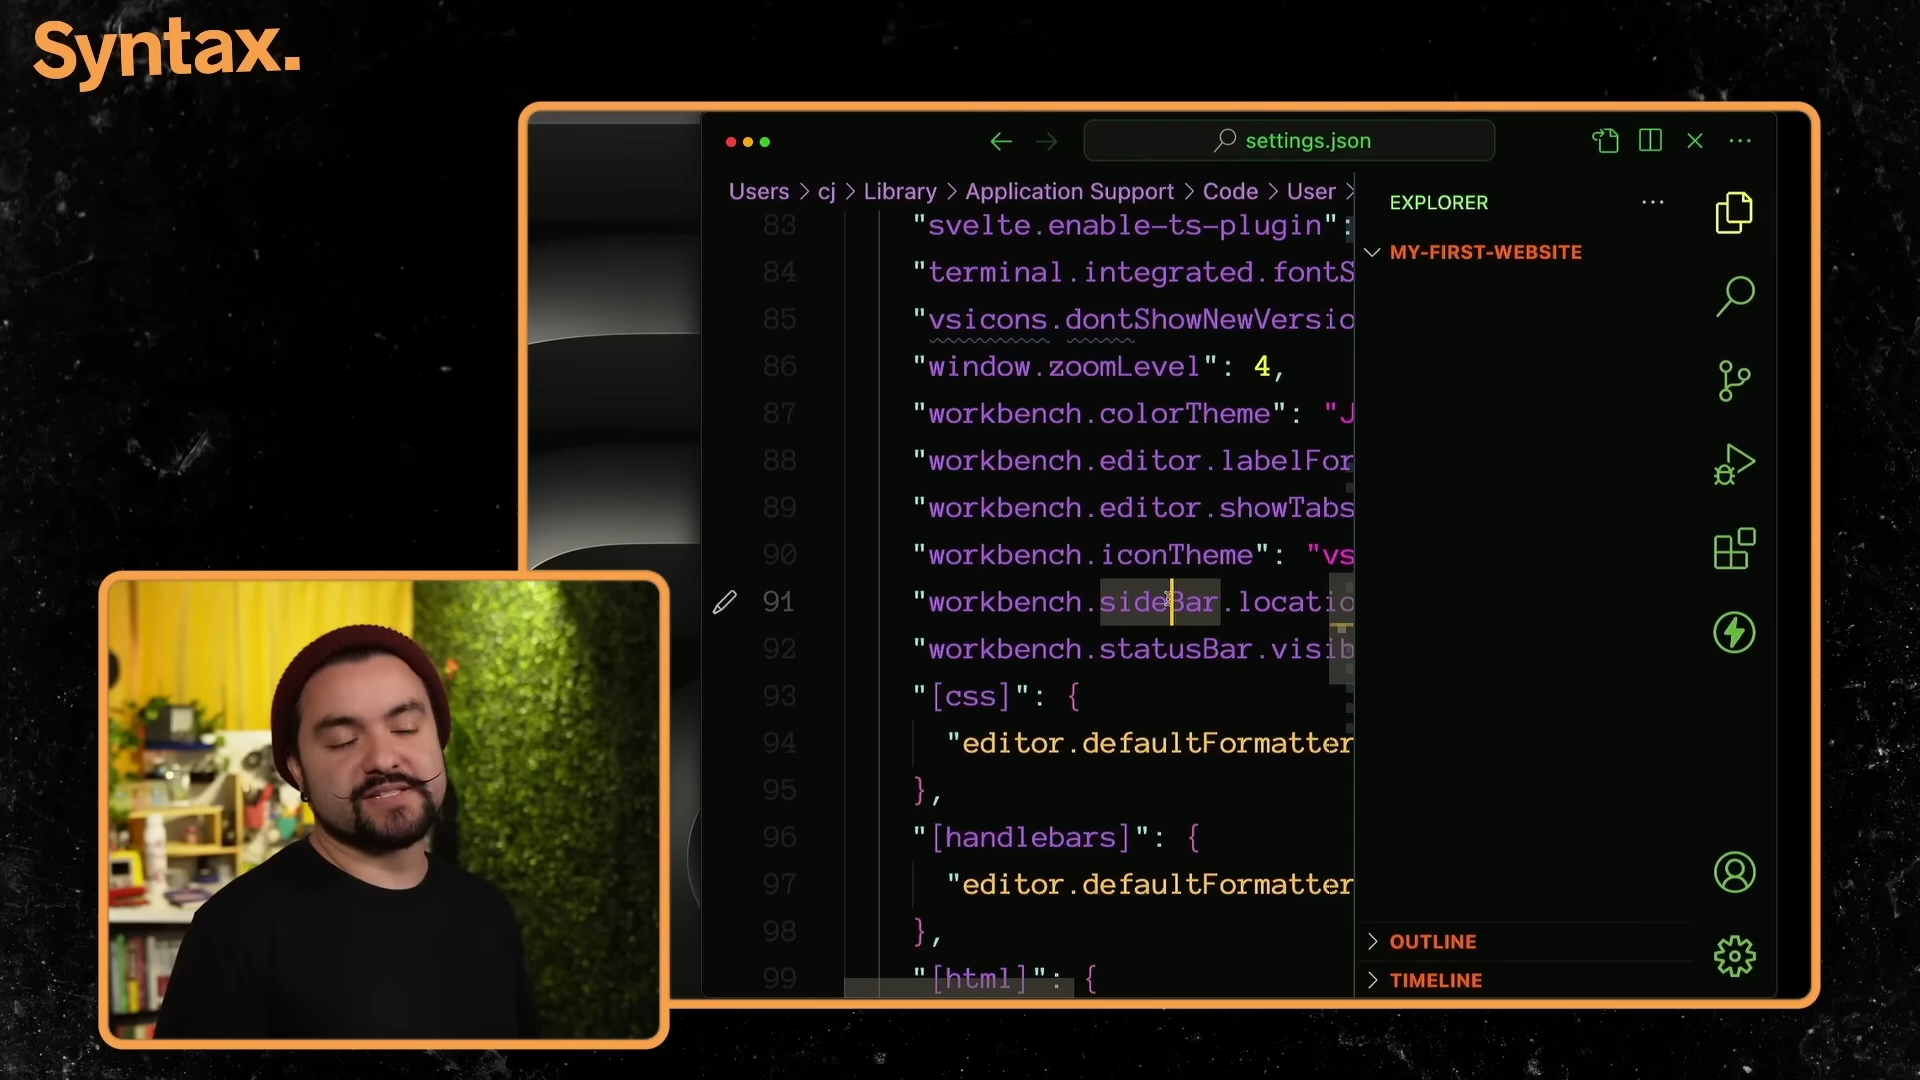 Syntax.
settings.json
Users > cj > Library > Application Support > Code > User >
83 "svelte.enable-ts-plugin":
84 "terminal.integrated.fontS
85 "vsicons.dontShowNewVersio
86 "window.zoomLevel": 4,
87 "workbench.colorTheme": "J
88 "workbench.editor.labelFor
89 "workbench.editor.showTabs
90 "workbench.iconTheme": "vs
91 "workbench.sideBar.locatio
92 "workbench.statusBar.visib
93 "[css]": {
94 "editor.defaultFormatter
95 },
96 "[handlebars]": {
97 "editor.defaultFormatter
98 },
99 "[html]": {
EXPLORER
MY-FIRST-WEBSITE
OUTLINE
TIMELINE